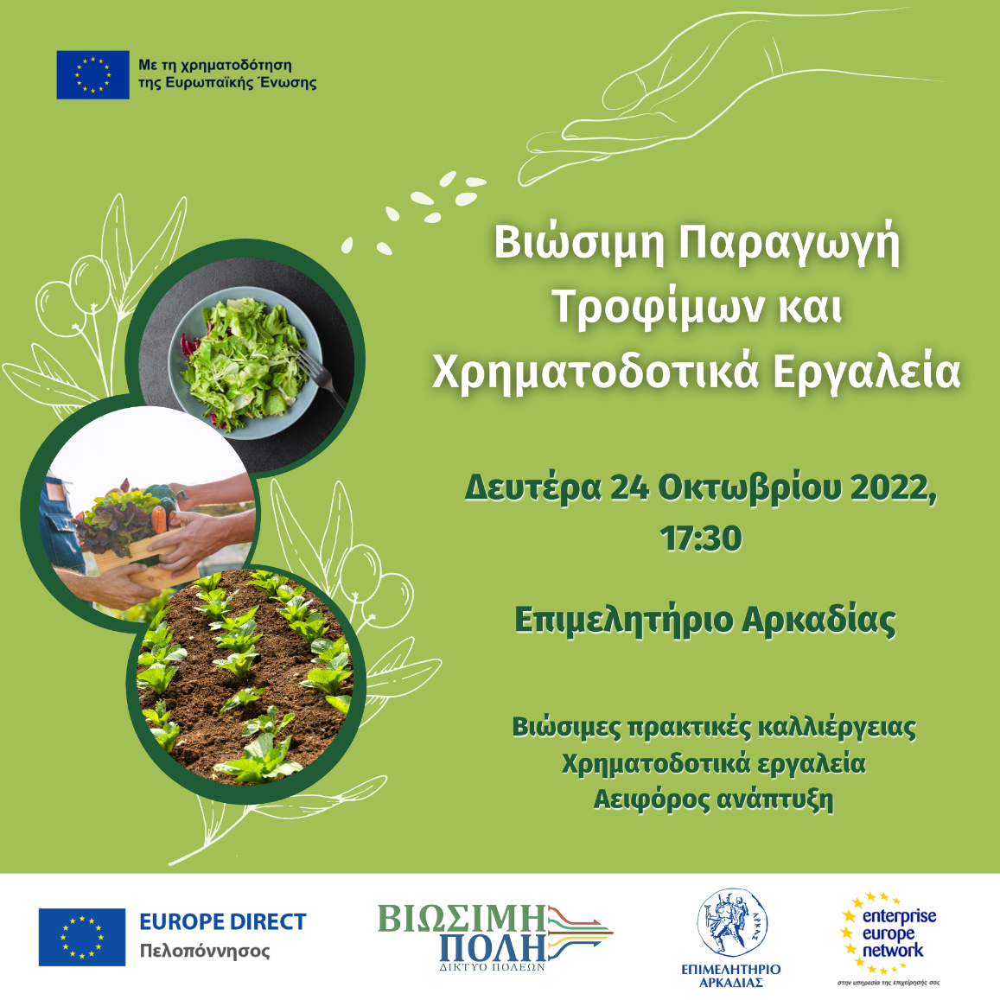 Με τη χρηματοδότηση
της Ευρωπαϊκής Ένωσης
Βιώσιμη Παραγωγή
Τροφίμων και
Χρηματοδοτικά Εργαλεία
Δευτέρα 24 Οκτωβρίου 2022,
17:30
Επιμελητήριο Αρκαδίας
Βιώσιμες πρακτικές καλλιέργειας
Χρηματοδοτικά εργαλεία
Αειφόρος ανάπτυξη
EUROPE DIRECT
Πελοπόννησος
ΒΙΩΣΙΜΗ
ΠΟΛΗ
ΔΙΚΤΥΟ ΠΟΛΕΩΝ
ΑΡΚΑΣ
ΕΠΙΜΕΛΗΤΗΡΙΟ
ΑΡΚΑΔΙΑΣ
enterprise
europe
network
στην υπηρεσία της επιχείρησής σας